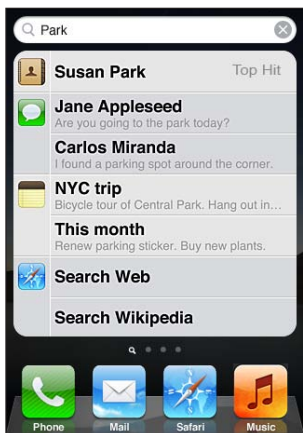 Park
Susan Park Top Hit
Jane Appleseed
Are you going to the park today?
Carlos Miranda
I found a parking spot around the corner.
NYC trip
Bicycle tour of Central Park. Hang out in…
This month
Renew parking sticker. Buy new plants.
Search Web
Search Wikipedia
Phone Mail Safari Music